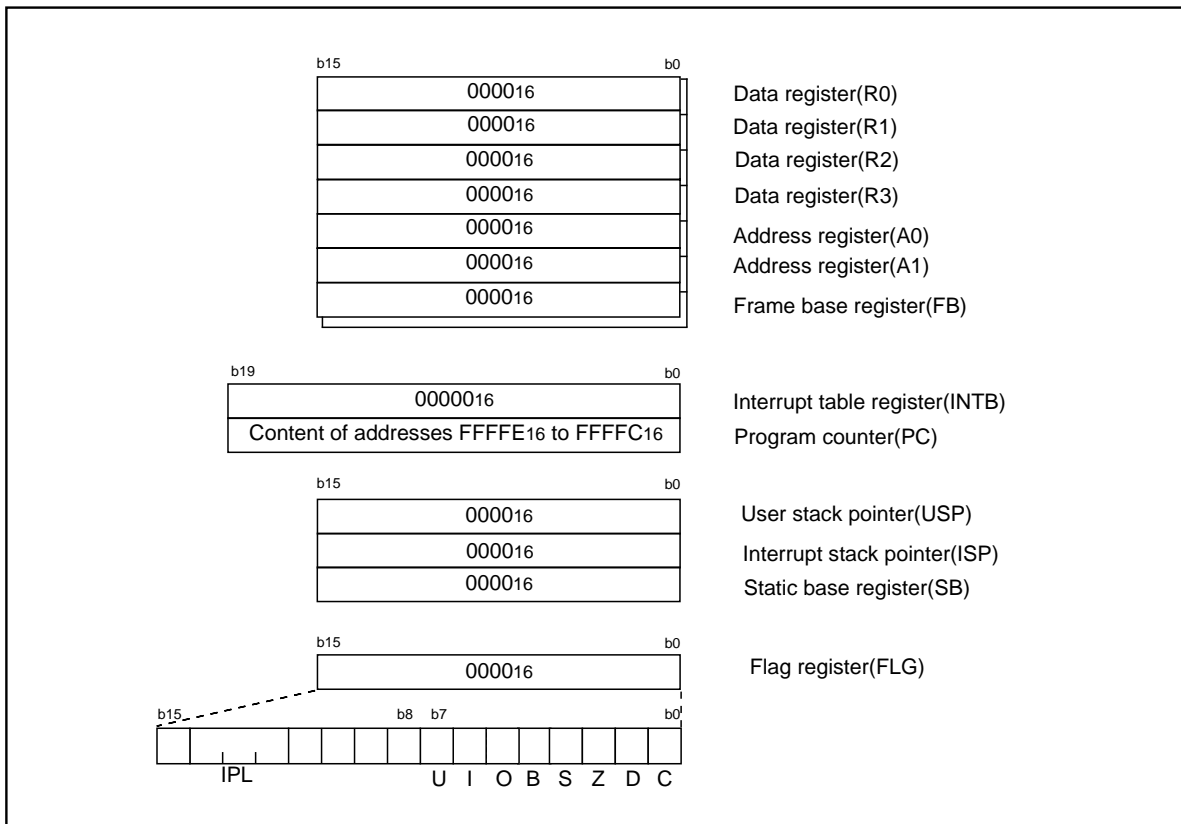 b15 b0
000016 Data register(R0)
000016 Data register(R1)
000016 Data register(R2)
000016 Data register(R3)
000016 Address register(A0)
000016 Address register(A1)
000016 Frame base register(FB)
b19 b0
0000016 Interrupt table register(INTB)
Content of addresses FFFFE16 to FFFFC16 Program counter(PC)
b15 b0
000016 User stack pointer(USP)
000016 Interrupt stack pointer(ISP)
000016 Static base register(SB)
b15 b0
000016 Flag register(FLG)
b15 b8 b7 b0
IPL U I O B S Z D C